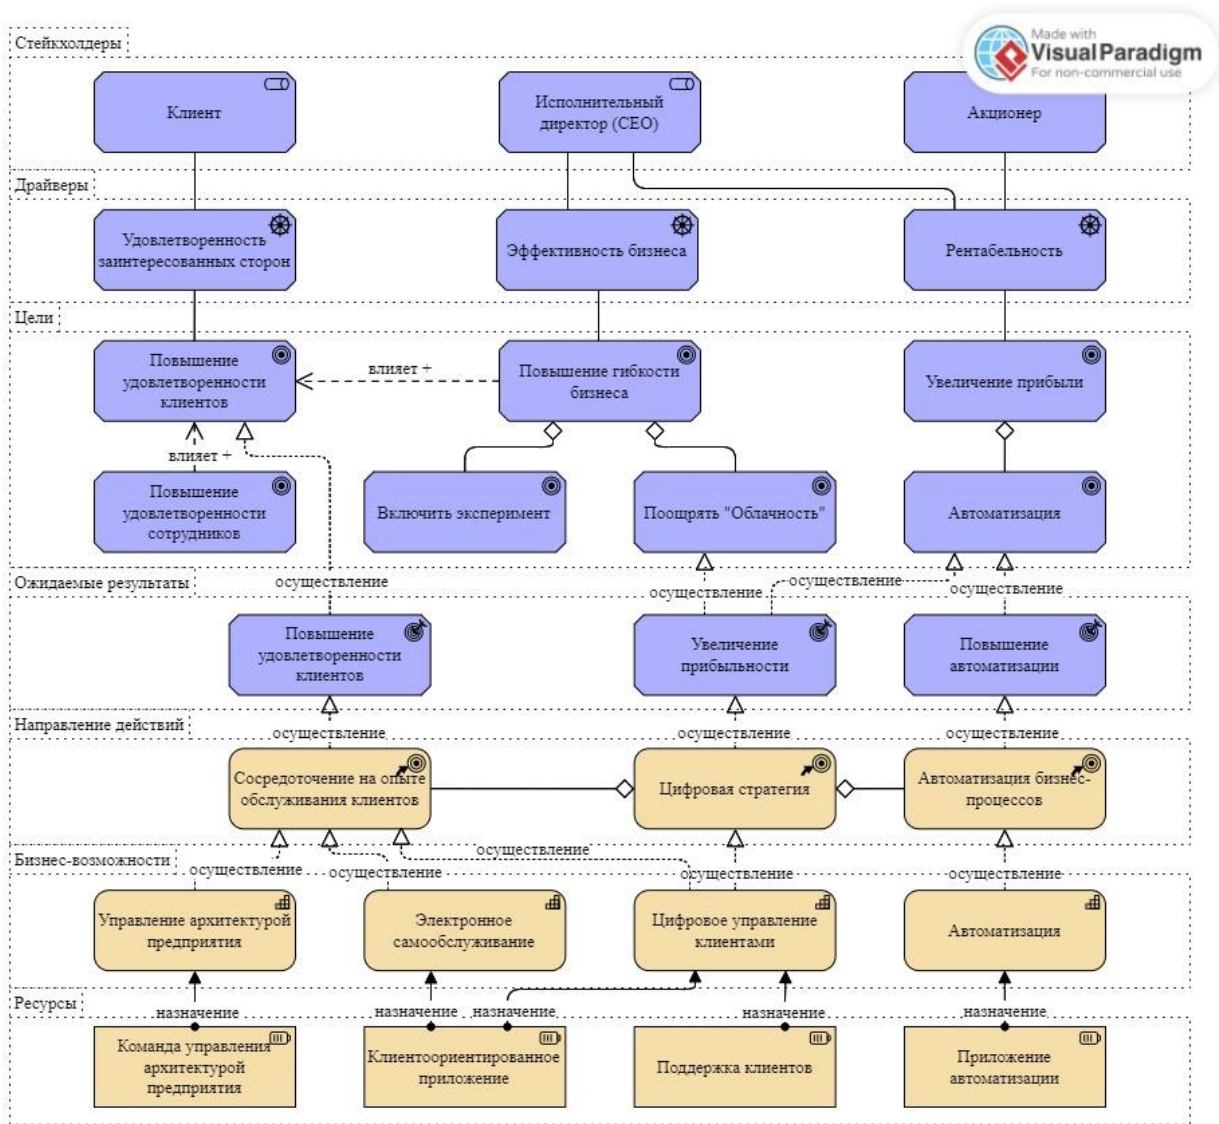 Made with
Visual Paradigm
For non-commercial use
Стейкхолдеры
Клиент
Исполнительный
директор (CEO)
Акционер
Драйверы
Удовлетворенность
заинтересованных сторон
Эффективность бизнеса
Рентабельность
Цели
Повышение
удовлетворенности
клиентов
влияет +
Повышение гибкости
бизнеса
Увеличение прибыли
влияет +
Повышение
удовлетворенности
сотрудников
Включить эксперимент
Поощрять "Облачность"
Автоматизация
Ожидаемые результаты
осуществление
осуществление
осуществление
осуществление
Повышение
удовлетворенности
клиентов
Увеличение
прибыльности
Повышение
автоматизации
Направление действий
осуществление
осуществление
осуществление
Сосредоточение на опыте
обслуживания клиентов
Цифровая стратегия
Автоматизация бизнес-
процессов
Бизнес-возможности
осуществление
осуществление
осуществление
осуществление
осуществление
Управление архитектурой
предприятия
Электронное
самообслуживание
Цифровое управление
клиентами
Автоматизация
Ресурсы
назначение
назначение
назначение
назначение
назначение
Команда управления
архитектурой
предприятия
Клиентоориентированное
приложение
Поддержка клиентов
Приложение
автоматизации